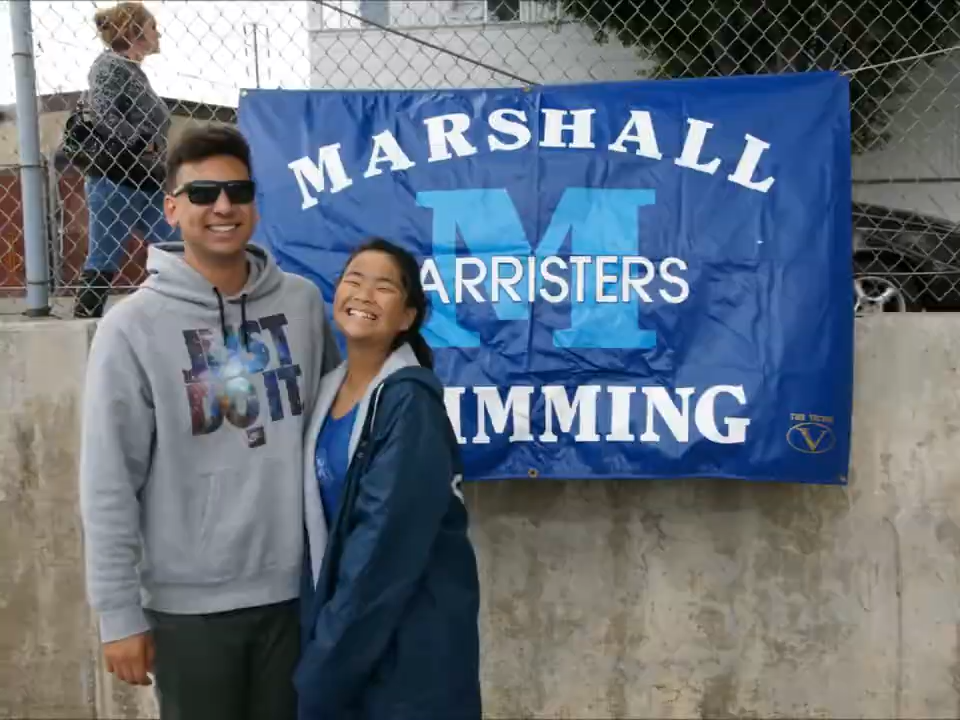 MARSHALL
M
ARRISTERS
IMMING
JUST
DO IT
V